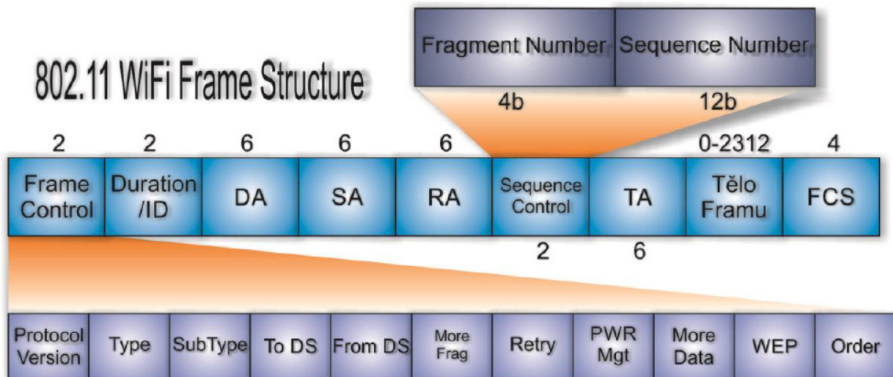 Fragment Number Sequence Number
802.11 WiFi Frame Structure
4b 12b
2 2 6 6 6 0-2312 4
Frame Control Duration /ID DA SA RA Sequence Control TA Tělo Framu FCS
2 6
Protocol Version Type SubType To DS From DS More Frag Retry PWR Mgt More Data WEP Order